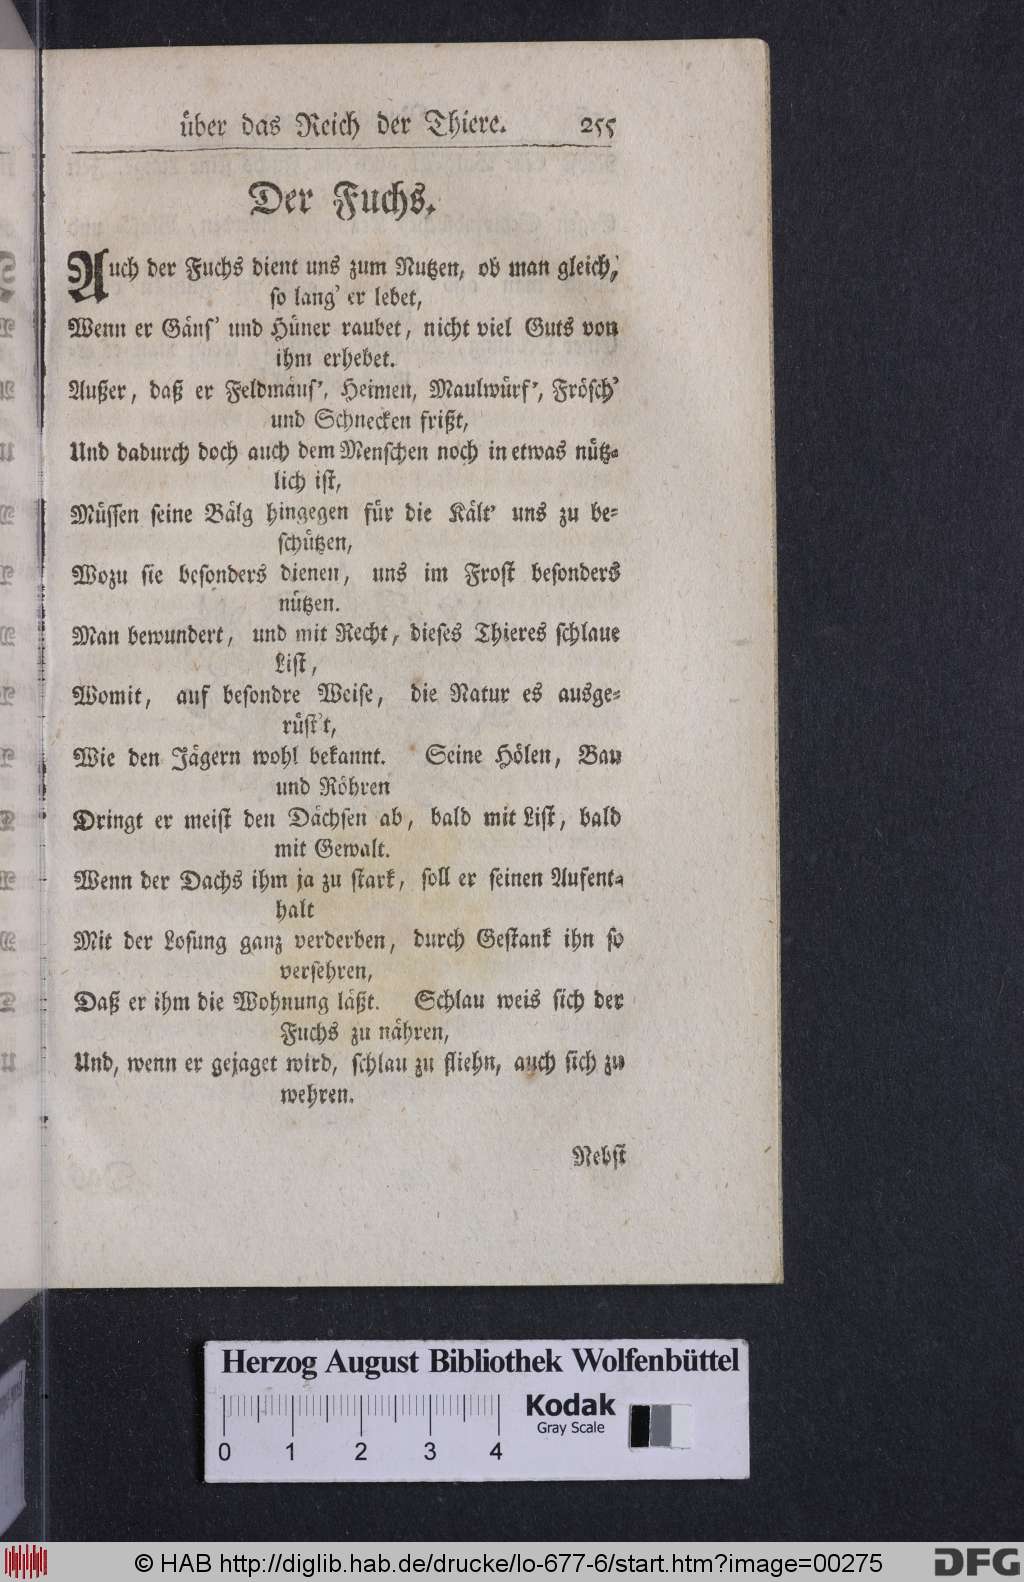 über das Reich der Thiere. 255
Der Fuchs.
Auch der Fuchs dient uns zum Nutzen, ob man gleich,
so lang' er lebet,
Wenn er Gäns' und Hüner raubet, nicht viel Guts von
ihm erhebet.
Außer, daß er Feldmäus', Heimen, Maulwürf', Frösch'
und Schnecken frißt,
Und dadurch doch auch dem Menschen noch in etwas nütz-
lich ist,
Müssen seine Bälg hingegen für die Kält' uns zu be-
schützen,
Wozu sie besonders dienen, uns im Frost besonders
nützen.
Man bewundert, und mit Recht, dieses Thieres schlaue
List,
Womit, auf besondre Weise, die Natur es ausge-
rüst't,
Wie den Jägern wohl bekannt. Seine Hölen, Bau
und Röhren
Dringt er meist den Dächsen ab, bald mit List, bald
mit Gewalt.
Wenn der Dachs ihm ja zu stark, soll er seinen Aufent-
halt
Mit der Losung ganz verderben, durch Gestank ihn so
versehren,
Daß er ihm die Wohnung läßt. Schlau weis sich der
Fuchs zu nähren,
Und, wenn er gejaget wird, schlau zu fliehn, auch sich zu
wehren.
Nebst
Herzog August Bibliothek Wolfenbüttel
Kodak
Gray Scale
0 1 2 3 4
© HAB http://diglib.hab.de/drucke/lo-677-6/start.htm?image=00275
DFG